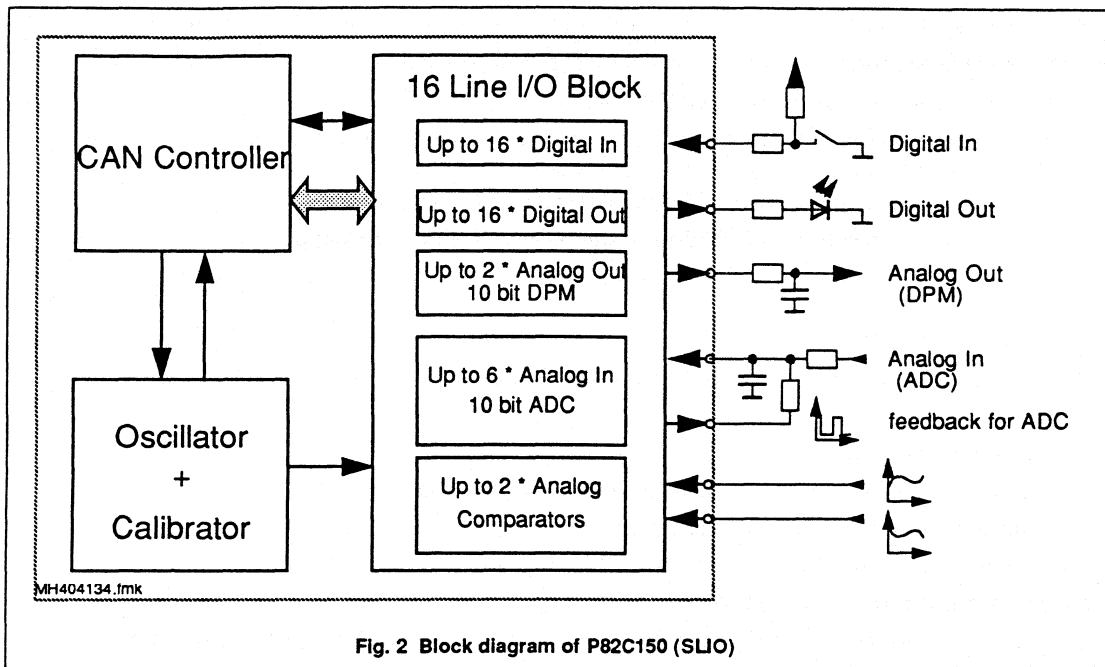 16 Line I/O Block
CAN Controller
Up to 16 * Digital In
Up to 16 * Digital Out
Up to 2 * Analog Out
10 bit DPM
Up to 6 * Analog In
10 bit ADC
Up to 2 * Analog
Comparators
Oscillator
+
Calibrator
Digital In
Digital Out
Analog Out
(DPM)
Analog In
(ADC)
feedback for ADC
MH404134.fmk
Fig. 2 Block diagram of P82C150 (SLIO)